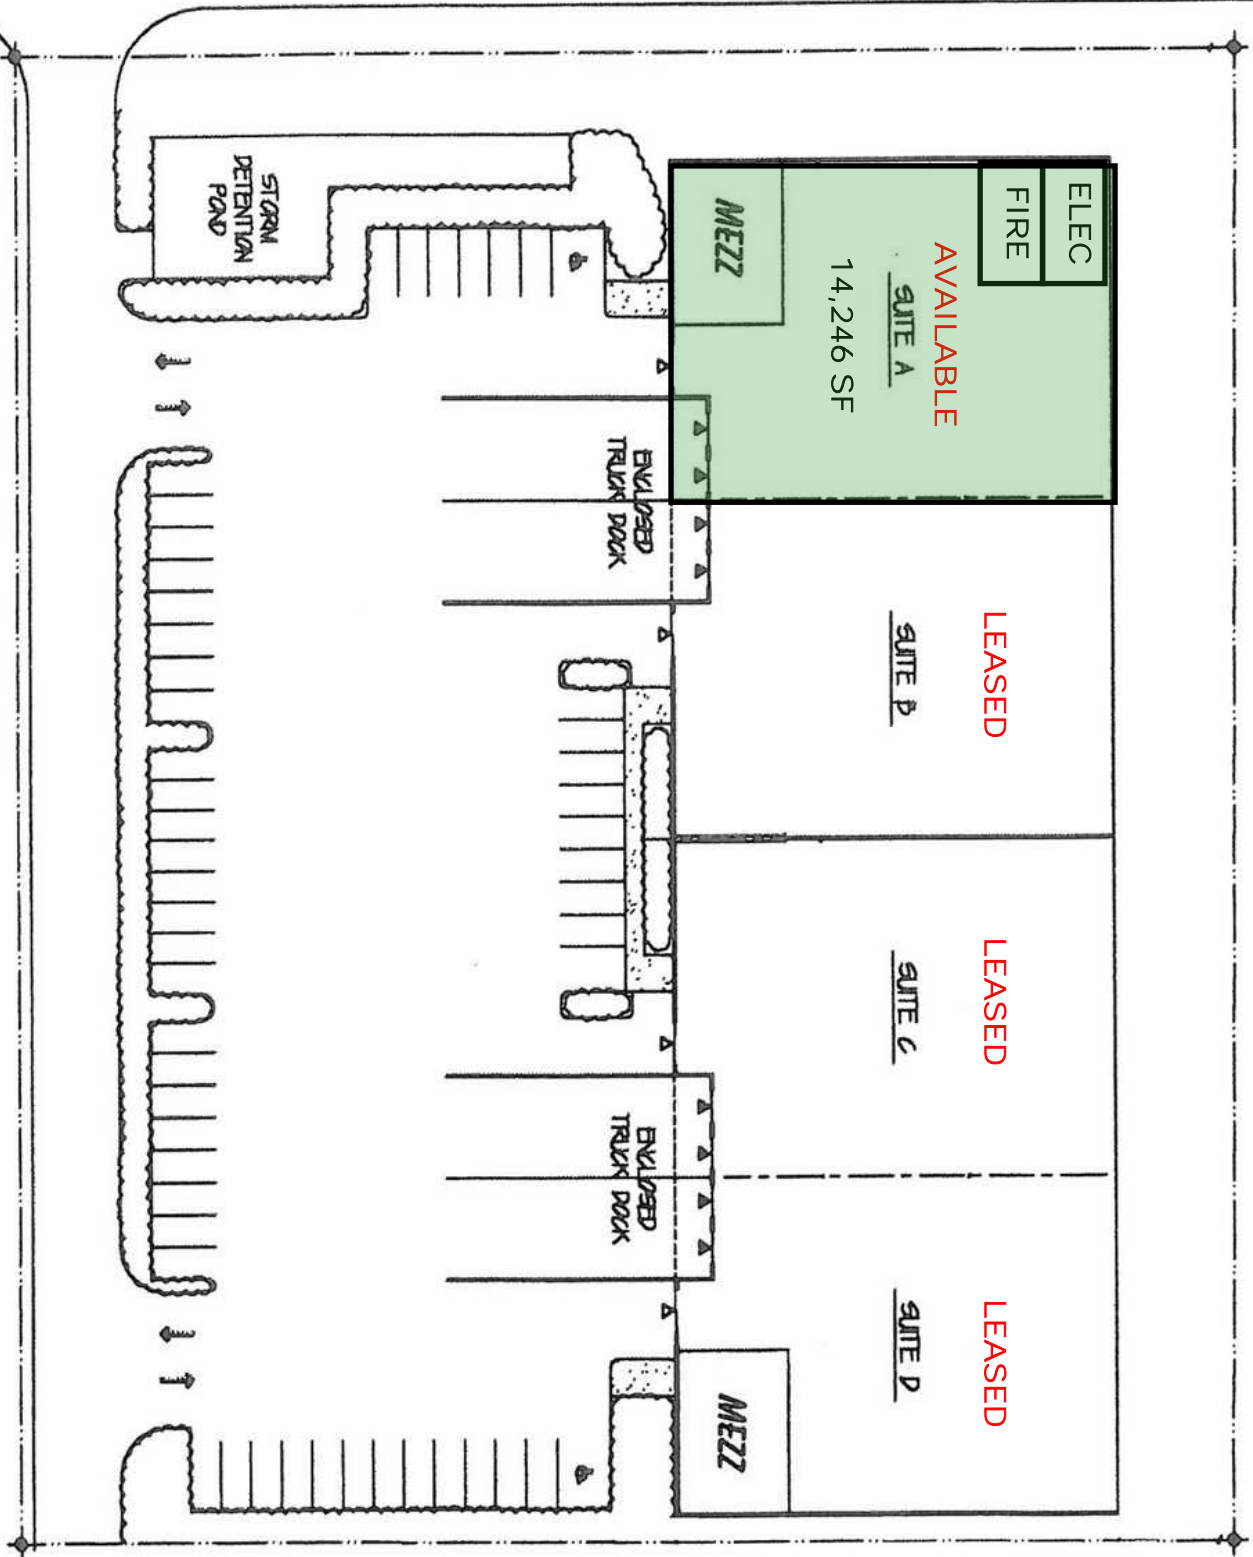 ELEC
FIRE
AVAILABLE
SUITE A
14,246 SF
MEZZ
STORM
DETENTION
POND
ENCLOSED
TRUCK DOCK
LEASED
SUITE B
LEASED
SUITE C
ENCLOSED
TRUCK DOCK
LEASED
SUITE D
MEZZ